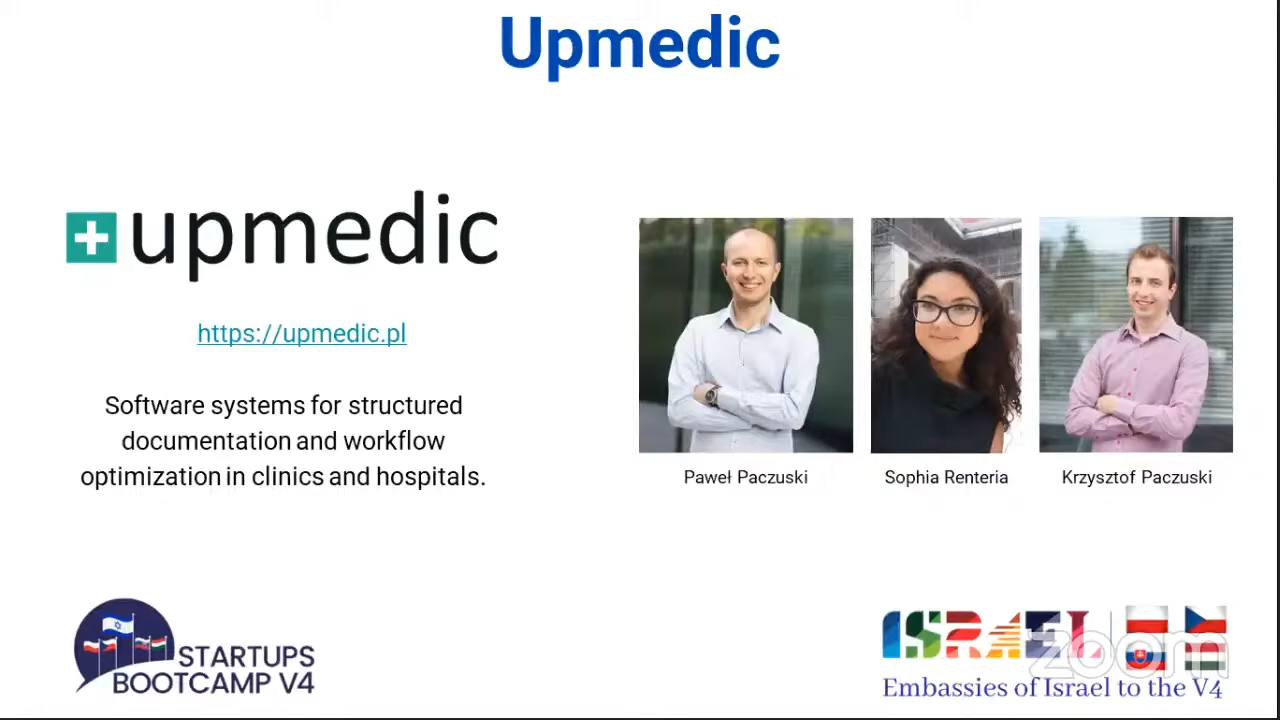 Upmedic
upmedic
https://upmedic.pl
Software systems for structured
documentation and workflow
optimization in clinics and hospitals.
Paweł Paczuski
Sophia Renteria
Krzysztof Paczuski
STARTUPS
BOOTCAMP V4
ISRAEL
zoom
Embassies of Israel to the V4